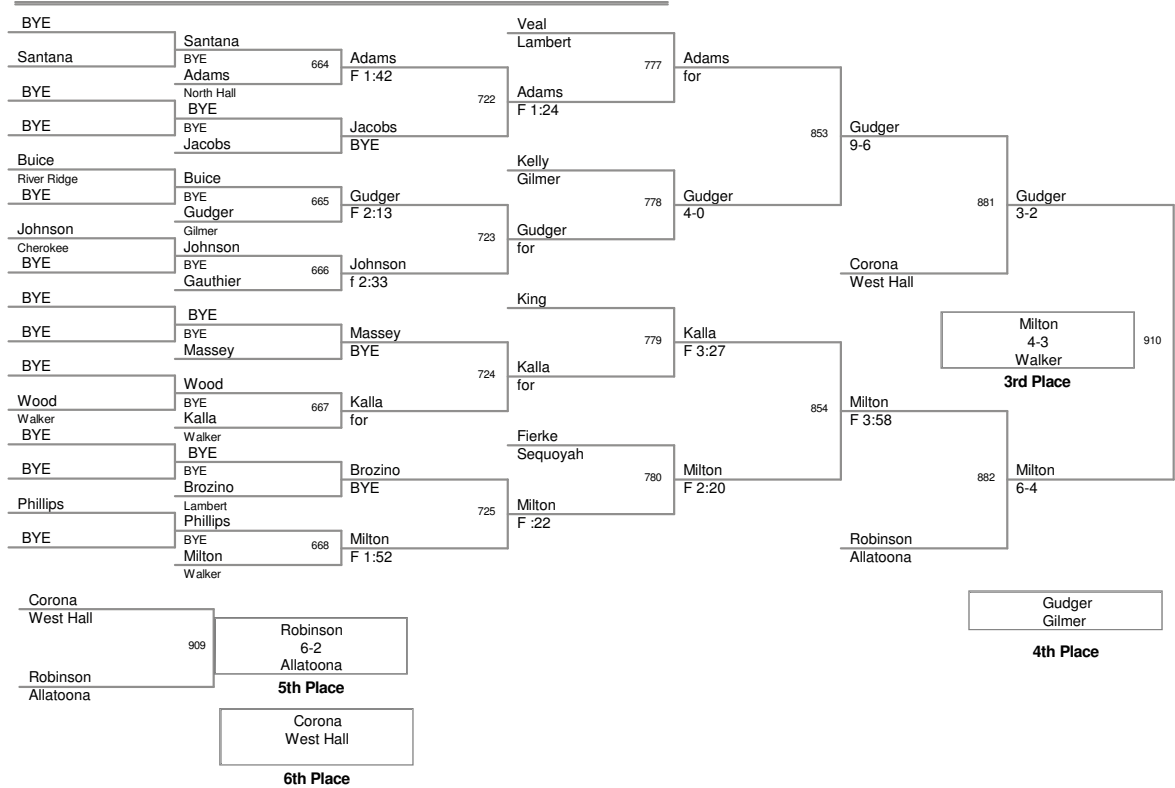 BYE
Santana
Santana
BYE
664
Adams
North Hall
Adams
F 1:42
BYE
BYE
BYE
BYE
Jacobs
Jacobs
BYE
722
Adams
F 1:24
Veal
Lambert
777
Adams
for
Buice
River Ridge
BYE
Buice
BYE
665
Gudger
Gilmer
Gudger
F 2:13
Johnson
Cherokee
BYE
Johnson
BYE
666
Gauthier
Johnson
f 2:33
723
Gudger
for
Kelly
Gilmer
778
Gudger
4-0
853
Gudger
9-6
Corona
West Hall
881
Gudger
3-2
BYE
BYE
BYE
BYE
Massey
Massey
BYE
BYE
Wood
Walker
Wood
BYE
667
Kalla
Walker
Kalla
for
724
Kalla
for
King
779
Kalla
F 3:27
BYE
BYE
BYE
BYE
Brozino
Lambert
Brozino
BYE
Phillips
BYE
Phillips
BYE
668
Milton
Walker
Milton
F 1:52
725
Milton
F :22
Fierke
Sequoyah
780
Milton
F 2:20
854
Milton
F 3:58
Robinson
Allatoona
882
Milton
6-4
Milton
4-3
Walker
910
3rd Place
Gudger
Gilmer
4th Place
Corona
West Hall
909
Robinson
Allatoona
Robinson
6-2
Allatoona
5th Place
Corona
West Hall
6th Place